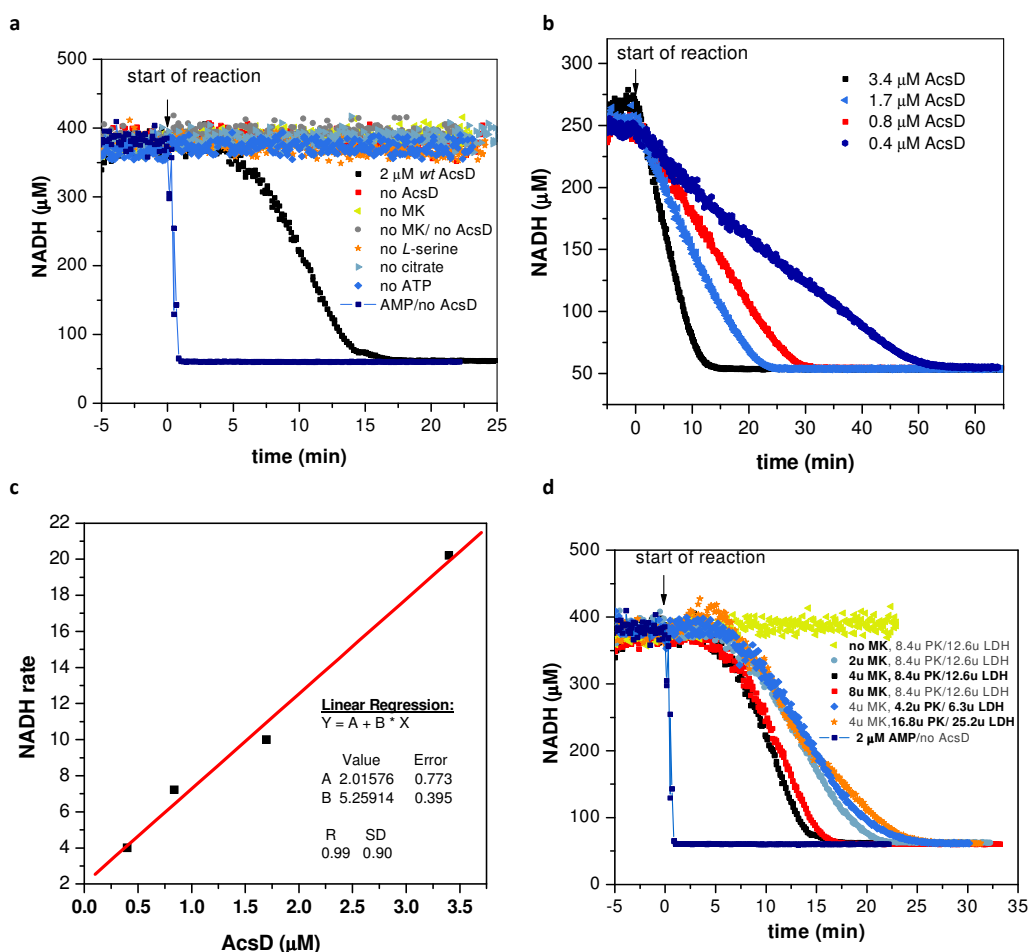 a
500
400
300
200
100
0
NADH (µM)
start of reaction
2 µM wt AcsD
no AcsD
no MK
no MK/ no AcsD
no L-serine
no citrate
no ATP
AMP/no AcsD
-5 0 5 10 15 20 25
time (min)
b
300
250
200
150
100
50
NADH (µM)
start of reaction
3.4 µM AcsD
1.7 µM AcsD
0.8 µM AcsD
0.4 µM AcsD
0 10 20 30 40 50 60
time (min)
c
22
20
18
16
14
12
10
8
6
4
2
NADH rate
Linear Regression:
Y = A + B * X
Value Error
A 2.01576 0.773
B 5.25914 0.395
R SD
0.99 0.90
0.0 0.5 1.0 1.5 2.0 2.5 3.0 3.5
AcsD (µM)
d
500
400
300
200
100
0
NADH (µM)
start of reaction
no MK, 8.4u PK/12.6u LDH
2u MK, 8.4u PK/12.6u LDH
4u MK, 8.4u PK/12.6u LDH
8u MK, 8.4u PK/12.6u LDH
4u MK, 4.2u PK/ 6.3u LDH
4u MK,16.8u PK/ 25.2u LDH
2 µM AMP/no AcsD
-5 0 5 10 15 20 25 30 35
time (min)